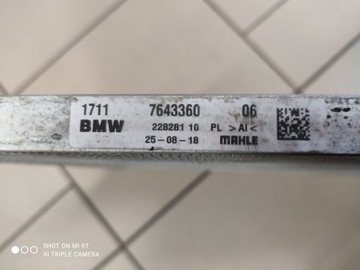 1711 7643360 06
BMW 228281 10 PL >Al<
25-08-18 MAHLE
SHOT ON MI 9T
AI TRIPLE CAMERA